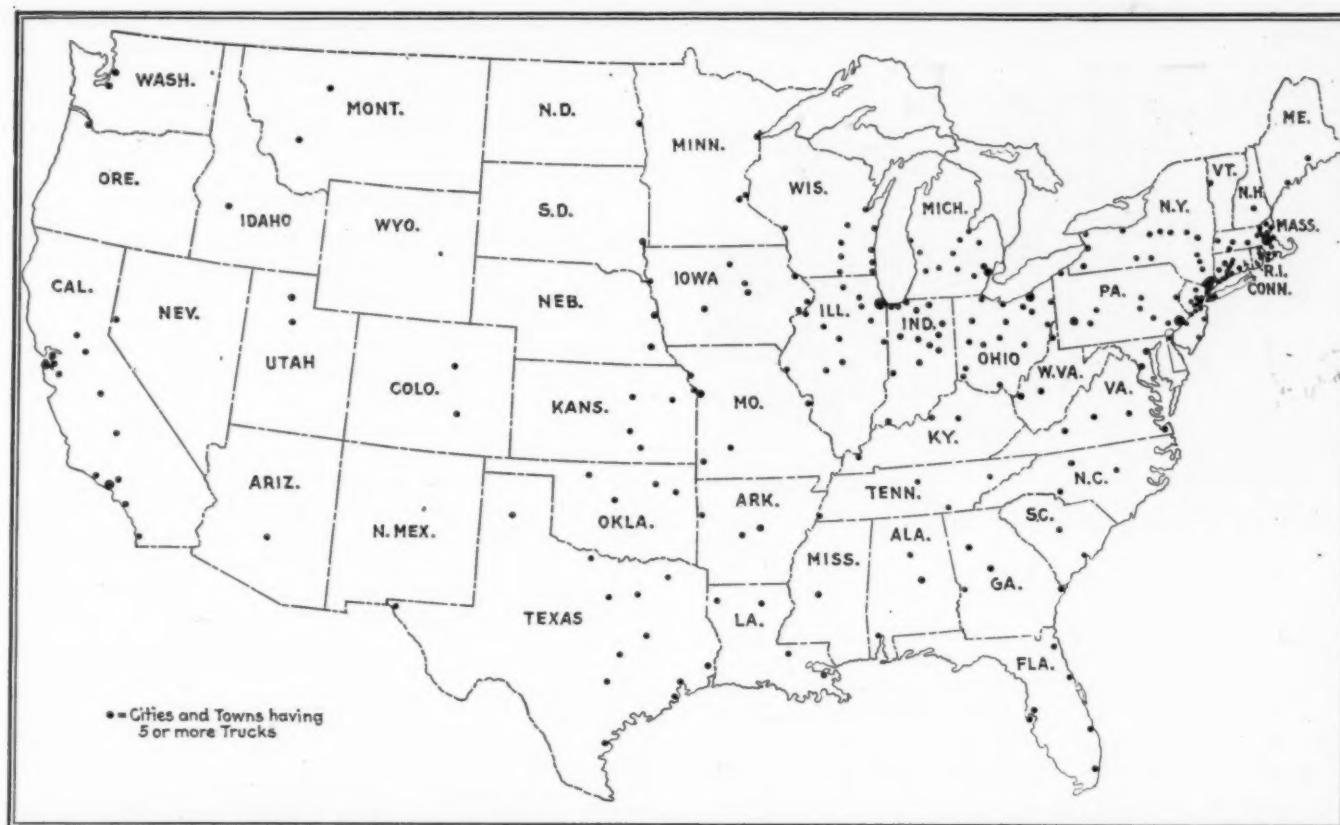 WASH.
MONT.
N.D.
MINN.
ME.
ORE.
IDAHO
WYO.
S.D.
WIS.
MICH.
N.Y.
VT.
N.H.
MASS.
R.I.
CONN.
CAL.
NEV.
UTAH
COLO.
NEB.
IOWA
ILL.
IND.
OHIO
PA.
W.VA.
VA.
KANS.
MO.
KY.
ARIZ.
N.MEX.
OKLA.
ARK.
TENN.
N.C.
S.C.
TEXAS
LA.
MISS.
ALA.
GA.
FLA.
= Cities and Towns having
5 or more Trucks